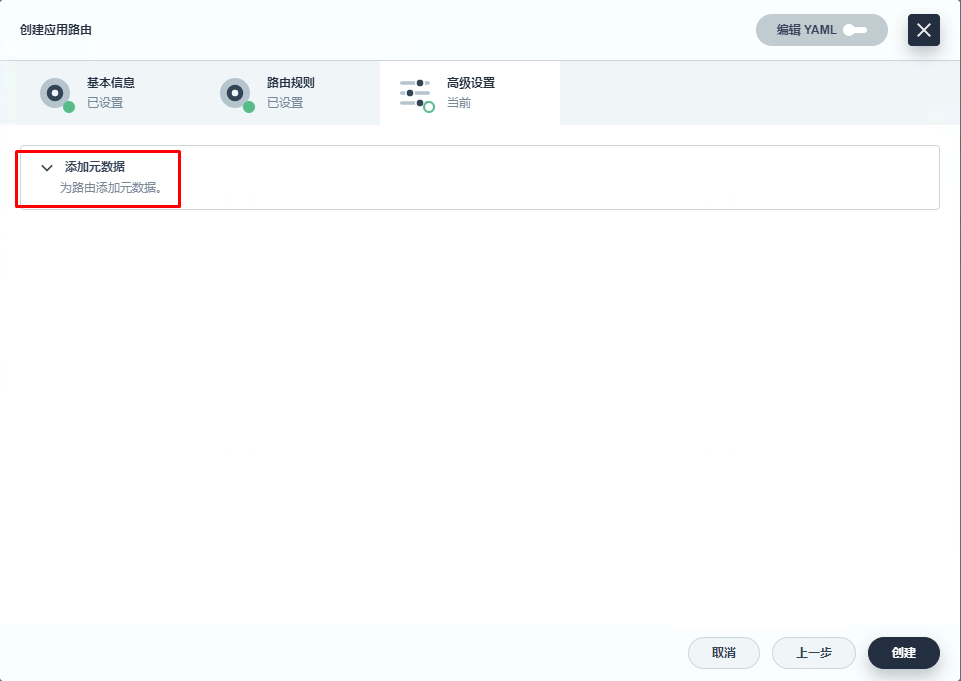 创建应用路由
编辑 YAML
基本信息
已设置
路由规则
已设置
高级设置
当前
添加元数据
为路由添加元数据。
取消
上一步
创建